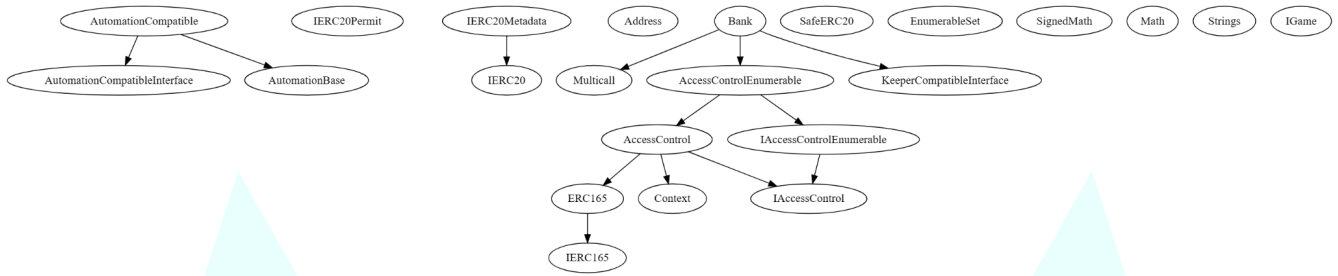 AutomationCompatible
IERC20Permit
IERC20Metadata
Address
Bank
SafeERC20
EnumerableSet
SignedMath
Math
Strings
IGame
AutomationCompatibleInterface
AutomationBase
IERC20
Multicall
AccessControlEnumerable
KeeperCompatibleInterface
AccessControl
IAccessControlEnumerable
ERC165
Context
IAccessControl
IERC165